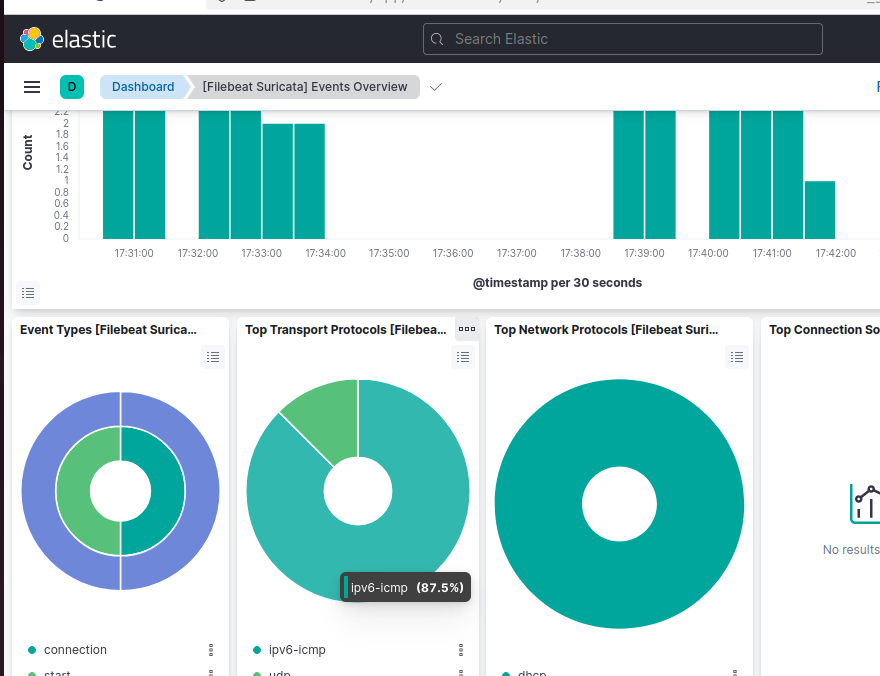 elastic
Search Elastic
D
Dashboard
[Filebeat Suricata] Events Overview
Count
2.2
2
1.8
1.6
1.4
1.2
1
0.8
0.6
0.4
0.2
0
17:31:00 17:32:00 17:33:00 17:34:00 17:35:00 17:36:00 17:37:00 17:38:00 17:39:00 17:40:00 17:41:00 17:42:00
@timestamp per 30 seconds
Event Types [Filebeat Surica...
Top Transport Protocols [Filebea...
Top Network Protocols [Filebeat Suri...
Top Connection So
ipv6-icmp (87.5%)
No results
connection
start
ipv6-icmp
udp
dhcp